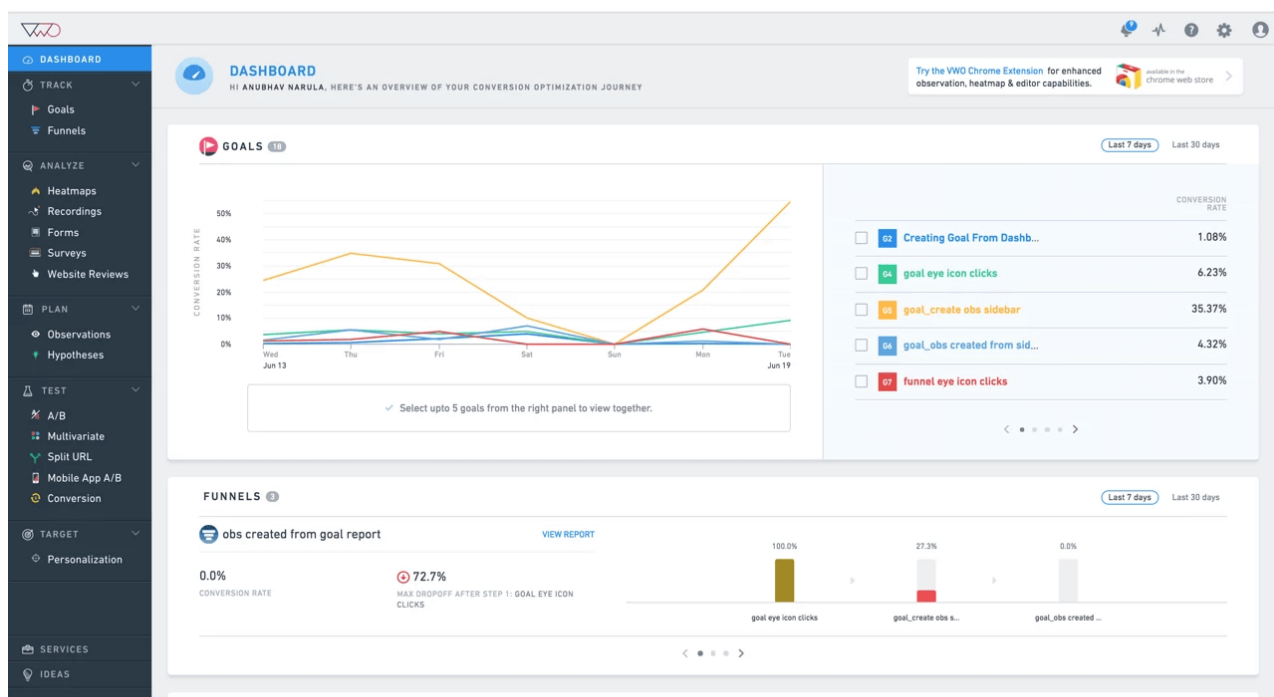 VWO
DASHBOARD
TRACK
Goals
Funnels
ANALYZE
Heatmaps
Recordings
Forms
Surveys
Website Reviews
PLAN
Observations
Hypotheses
TEST
A/B
Multivariate
Split URL
Mobile App A/B
Conversion
TARGET
Personalization
SERVICES
IDEAS
DASHBOARD
HI ANUBHAV NARULA, HERE'S AN OVERVIEW OF YOUR CONVERSION OPTIMIZATION JOURNEY
Try the VWO Chrome Extension for enhanced
observation, heatmap & editor capabilities.
available in the
chrome web store
GOALS 18
Last 7 days Last 30 days
CONVERSION RATE
50%
40%
30%
20%
10%
0%
Wed Thu Fri Sat Sun Mon Tue
Jun 13 Jun 19
Select upto 5 goals from the right panel to view together.
CONVERSION
RATE
G2 Creating Goal From Dashb... 1.08%
G4 goal eye icon clicks 6.23%
G5 goal_create obs sidebar 35.37%
G6 goal_obs created from sid... 4.32%
G7 funnel eye icon clicks 3.90%
FUNNELS 3
Last 7 days Last 30 days
obs created from goal report VIEW REPORT
0.0%
CONVERSION RATE
72.7%
MAX DROPOFF AFTER STEP 1: GOAL EYE ICON
CLICKS
100.0% 27.3% 0.0%
goal eye icon clicks goal_create obs s... goal_obs created ...